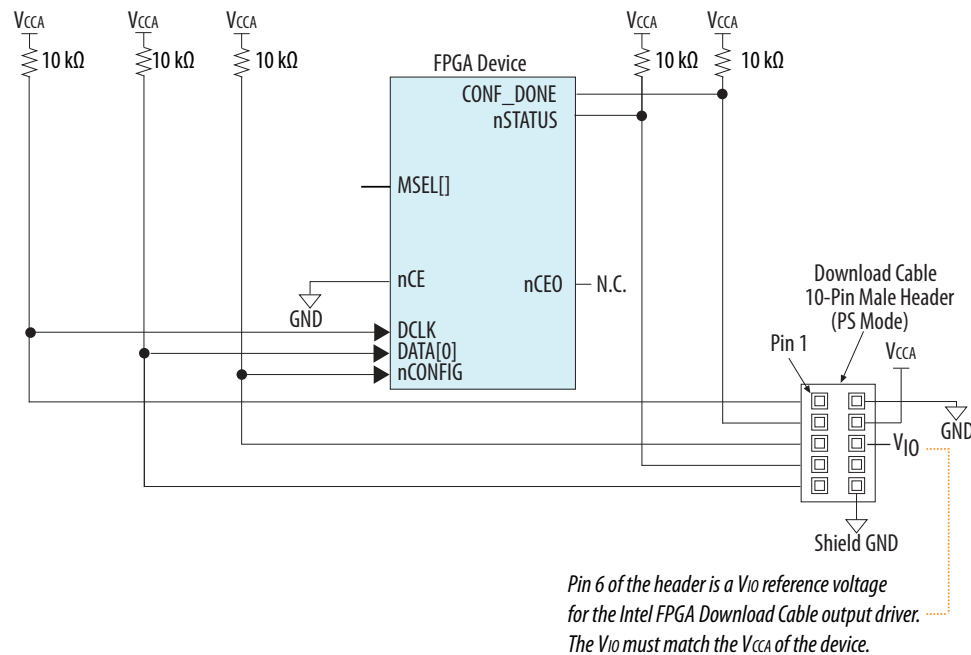 VCCA VCCA VCCA VCCA VCCA
10 kΩ 10 kΩ 10 kΩ 10 kΩ 10 kΩ
FPGA Device
CONF_DONE
nSTATUS
MSEL[]
nCE
nCEO
N.C.
GND
DCLK
DATA[0]
nCONFIG
Download Cable
10-Pin Male Header
(PS Mode)
Pin 1
VCCA
GND
VIO
Shield GND
Pin 6 of the header is a VIO reference voltage
for the Intel FPGA Download Cable output driver.
The VIO must match the VCCA of the device.